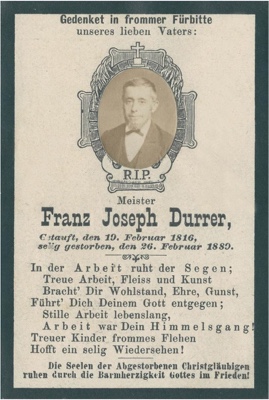 Gedenket in frommer Fürbitte
unseres lieben Vaters:
R.I.P.
Meister
Franz Joseph Durrer,
Getauft, den 19. Februar 1816,
selig gestorben, den 26. Februar 1889.
In der Arbeit ruht der Segen;
Treue Arbeit, Fleiss und Kunst
Bracht' Dir Wohlstand, Ehre, Gunst,
Führt' Dich Deinem Gott entgegen;
Stille Arbeit lebenslang,
Arbeit war Dein Himmelsgang!
Treuer Kinder frommes Flehen
Hofft ein selig Wiedersehen!
Die Seelen der Abgestorbenen Christgläubigen
ruhen durch die Barmherzigkeit Gottes im Frieden!